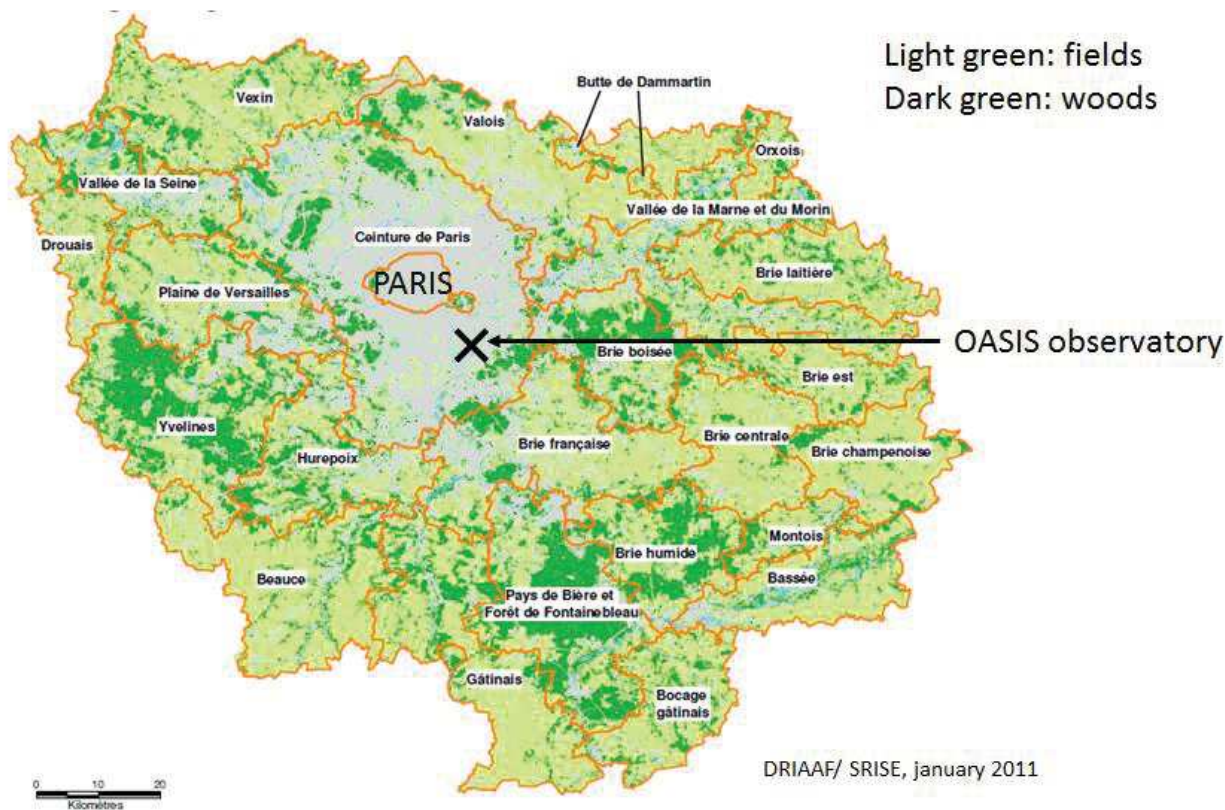 Light green: fields
Dark green: woods
Butte de Dammartin
Vexin
Valois
Orxois
Vallée de la Seine
Vallée de la Marne et du Morin
Drouais
Ceinture de Paris
Brie laitière
PARIS
Plaine de Versailles
OASIS observatory
Brie boisée
Brie est
Yvelines
Hurepoix
Brie française
Brie centrale
Brie champenoise
Montois
Brie humide
Bassée
Beauce
Pays de Bière et
Forêt de Fontainebleau
Gâtinais
Bocage
gâtinais
DRIAAF/ SRISE, january 2011
0 10 20
Kilomètres